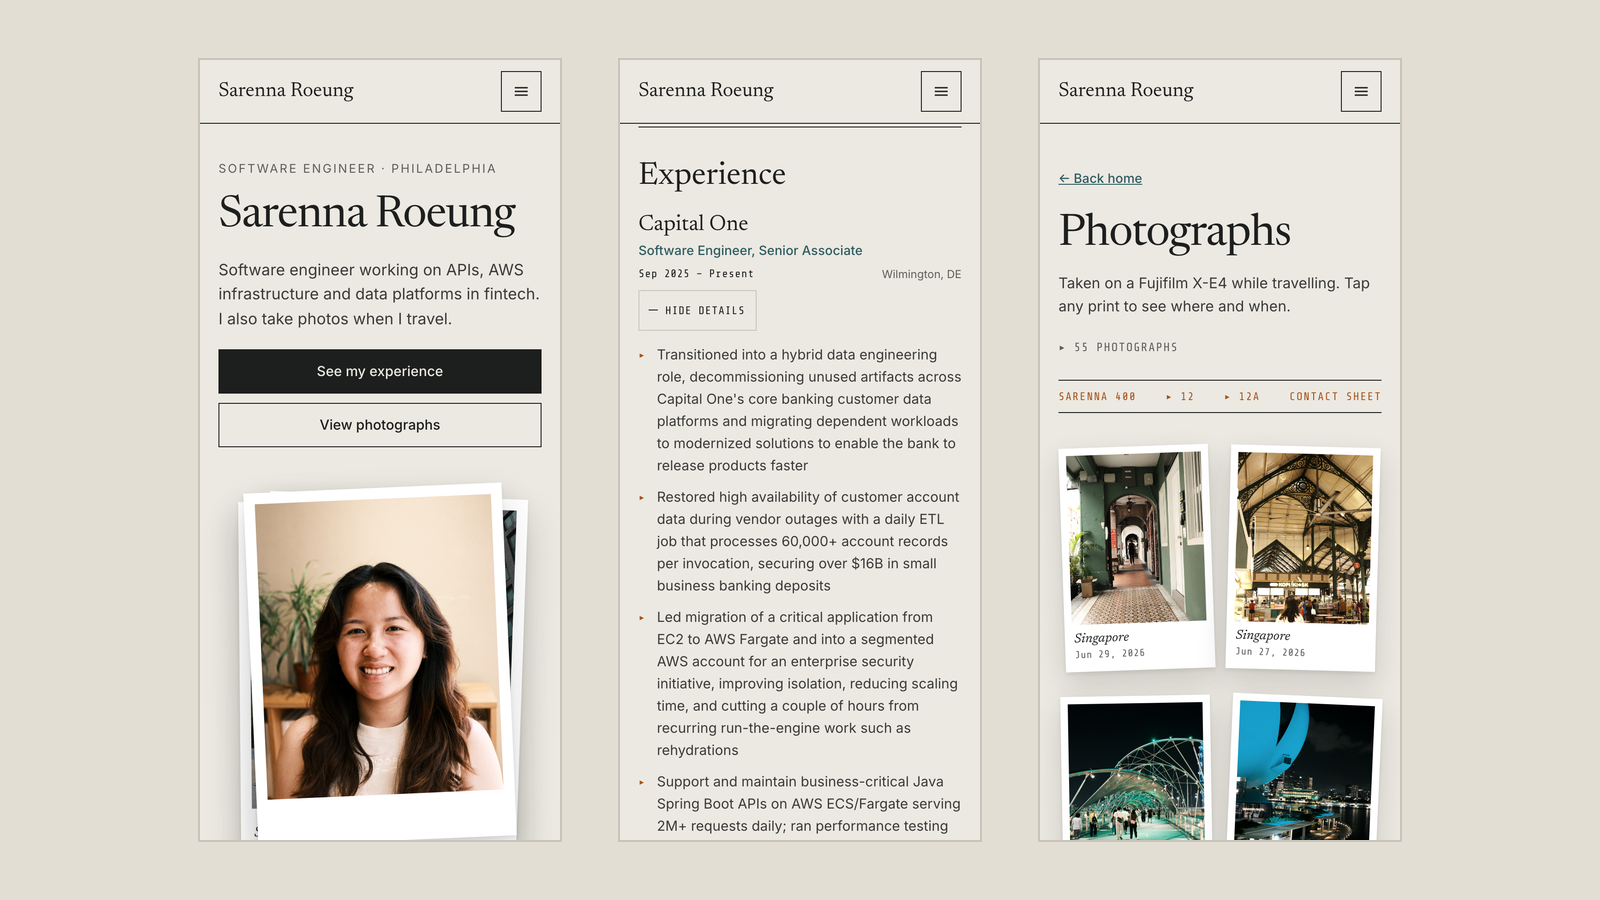 Sarenna Roeung
SOFTWARE ENGINEER · PHILADELPHIA
Sarenna Roeung
Software engineer working on APIs, AWS
infrastructure and data platforms in fintech.
I also take photos when I travel.
See my experience
View photographs
Sarenna Roeung
Experience
Capital One
Software Engineer, Senior Associate
Sep 2025 – Present
Wilmington, DE
— HIDE DETAILS
▸ Transitioned into a hybrid data engineering
role, decommissioning unused artifacts across
Capital One's core banking customer data
platforms and migrating dependent workloads
to modernized solutions to enable the bank to
release products faster
▸ Restored high availability of customer account
data during vendor outages with a daily ETL
job that processes 60,000+ account records
per invocation, securing over $16B in small
business banking deposits
▸ Led migration of a critical application from
EC2 to AWS Fargate and into a segmented
AWS account for an enterprise security
initiative, improving isolation, reducing scaling
time, and cutting a couple of hours from
recurring run-the-engine work such as
rehydrations
▸ Support and maintain business-critical Java
Spring Boot APIs on AWS ECS/Fargate serving
2M+ requests daily; ran performance testing
Sarenna Roeung
← Back home
Photographs
Taken on a Fujifilm X-E4 while travelling. Tap
any print to see where and when.
▸ 55 PHOTOGRAPHS
SARENNA 400 ▸ 12 ▸ 12A CONTACT SHEET
Singapore
Jun 29, 2026
KOPI KIOSK
Singapore
Jun 27, 2026